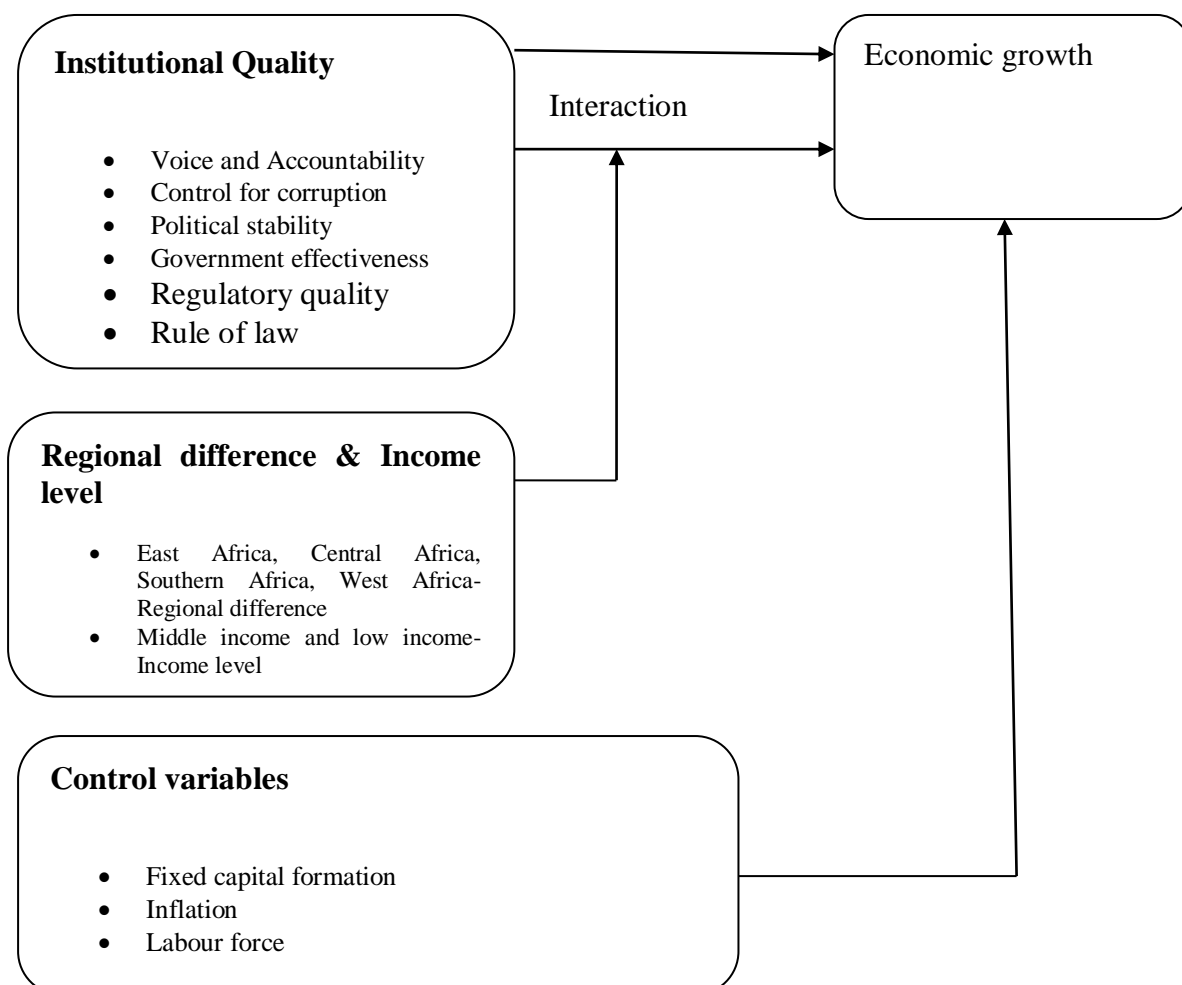 Institutional Quality
• Voice and Accountability
• Control for corruption
• Political stability
• Government effectiveness
• Regulatory quality
• Rule of law
Interaction
Economic growth
Regional difference & Income
level
• East Africa, Central Africa,
Southern Africa, West Africa-
Regional difference
• Middle income and low income-
Income level
Control variables
• Fixed capital formation
• Inflation
• Labour force